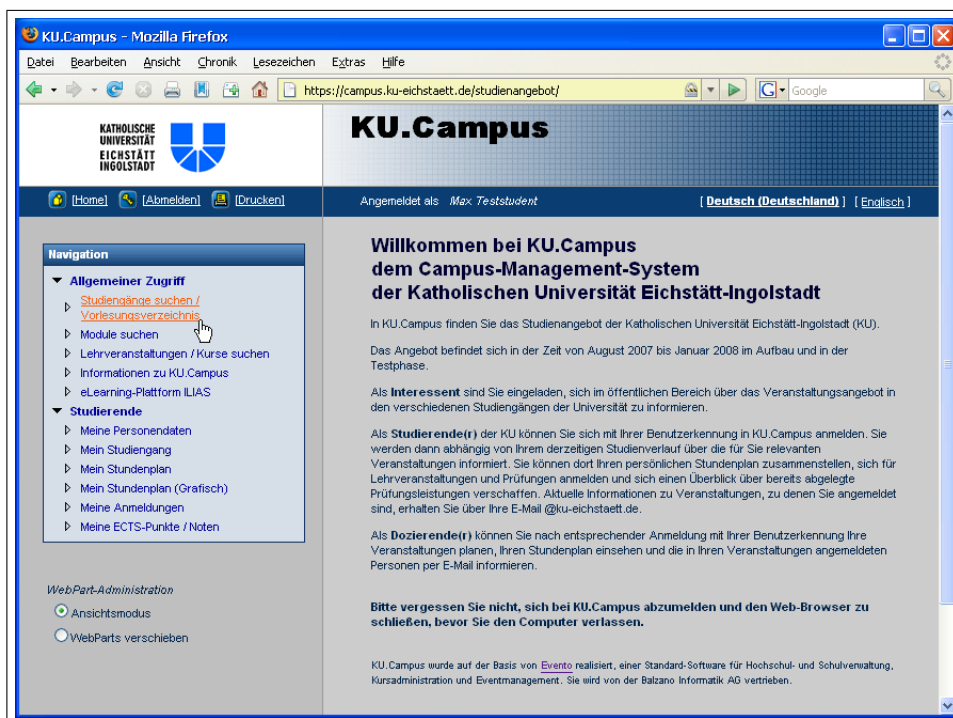 KU.Campus - Mozilla Firefox
Datei Bearbeiten Ansicht Chronik Lesezeichen Extras Hilfe
https://campus.ku-eichstaett.de/studienangebot/
G Google
KATHOLISCHE
UNIVERSITÄT
EICHSTÄTT
INGOLSTADT
KU.Campus
[Home] [Abmelden] [Drucken]
Angemeldet als Max Teststudent
[ Deutsch (Deutschland) ] [ Englisch ]
Navigation
Allgemeiner Zugriff
Studiengänge suchen /
Vorlesungsverzeichnis
Module suchen
Lehrveranstaltungen / Kurse suchen
Informationen zu KU.Campus
eLearning-Plattform ILIAS
Studierende
Meine Personendaten
Mein Studiengang
Mein Stundenplan
Mein Stundenplan (Grafisch)
Meine Anmeldungen
Meine ECTS-Punkte / Noten
WebPart-Administration
Ansichtsmodus
WebParts verschieben
Willkommen bei KU.Campus
dem Campus-Management-System
der Katholischen Universität Eichstätt-Ingolstadt
In KU.Campus finden Sie das Studienangebot der Katholischen Universität Eichstätt-Ingolstadt (KU).
Das Angebot befindet sich in der Zeit von August 2007 bis Januar 2008 im Aufbau und in der
Testphase.
Als Interessent sind Sie eingeladen, sich im öffentlichen Bereich über das Veranstaltungsangebot in
den verschiedenen Studiengängen der Universität zu informieren.
Als Studierende(r) der KU können Sie sich mit Ihrer Benutzerkennung in KU.Campus anmelden. Sie
werden dann abhängig von Ihrem derzeitigen Studienverlauf über die für Sie relevanten
Veranstaltungen informiert. Sie können dort Ihren persönlichen Stundenplan zusammenstellen, sich für
Lehrveranstaltungen und Prüfungen anmelden und sich einen Überblick über bereits abgelegte
Prüfungsleistungen verschaffen. Aktuelle Informationen zu Veranstaltungen, zu denen Sie angemeldet
sind, erhalten Sie über Ihre E-Mail @ku-eichstaett.de.
Als Dozierende(r) können Sie nach entsprechender Anmeldung mit Ihrer Benutzerkennung Ihre
Veranstaltungen planen, Ihren Stundenplan einsehen und die in Ihren Veranstaltungen angemeldeten
Personen per E-Mail informieren.
Bitte vergessen Sie nicht, sich bei KU.Campus abzumelden und den Web-Browser zu
schließen, bevor Sie den Computer verlassen.
KU.Campus wurde auf der Basis von Evento realisiert, einer Standard-Software für Hochschul- und Schulverwaltung,
Kursadministration und Eventmanagement. Sie wird von der Balzano Informatik AG vertrieben.